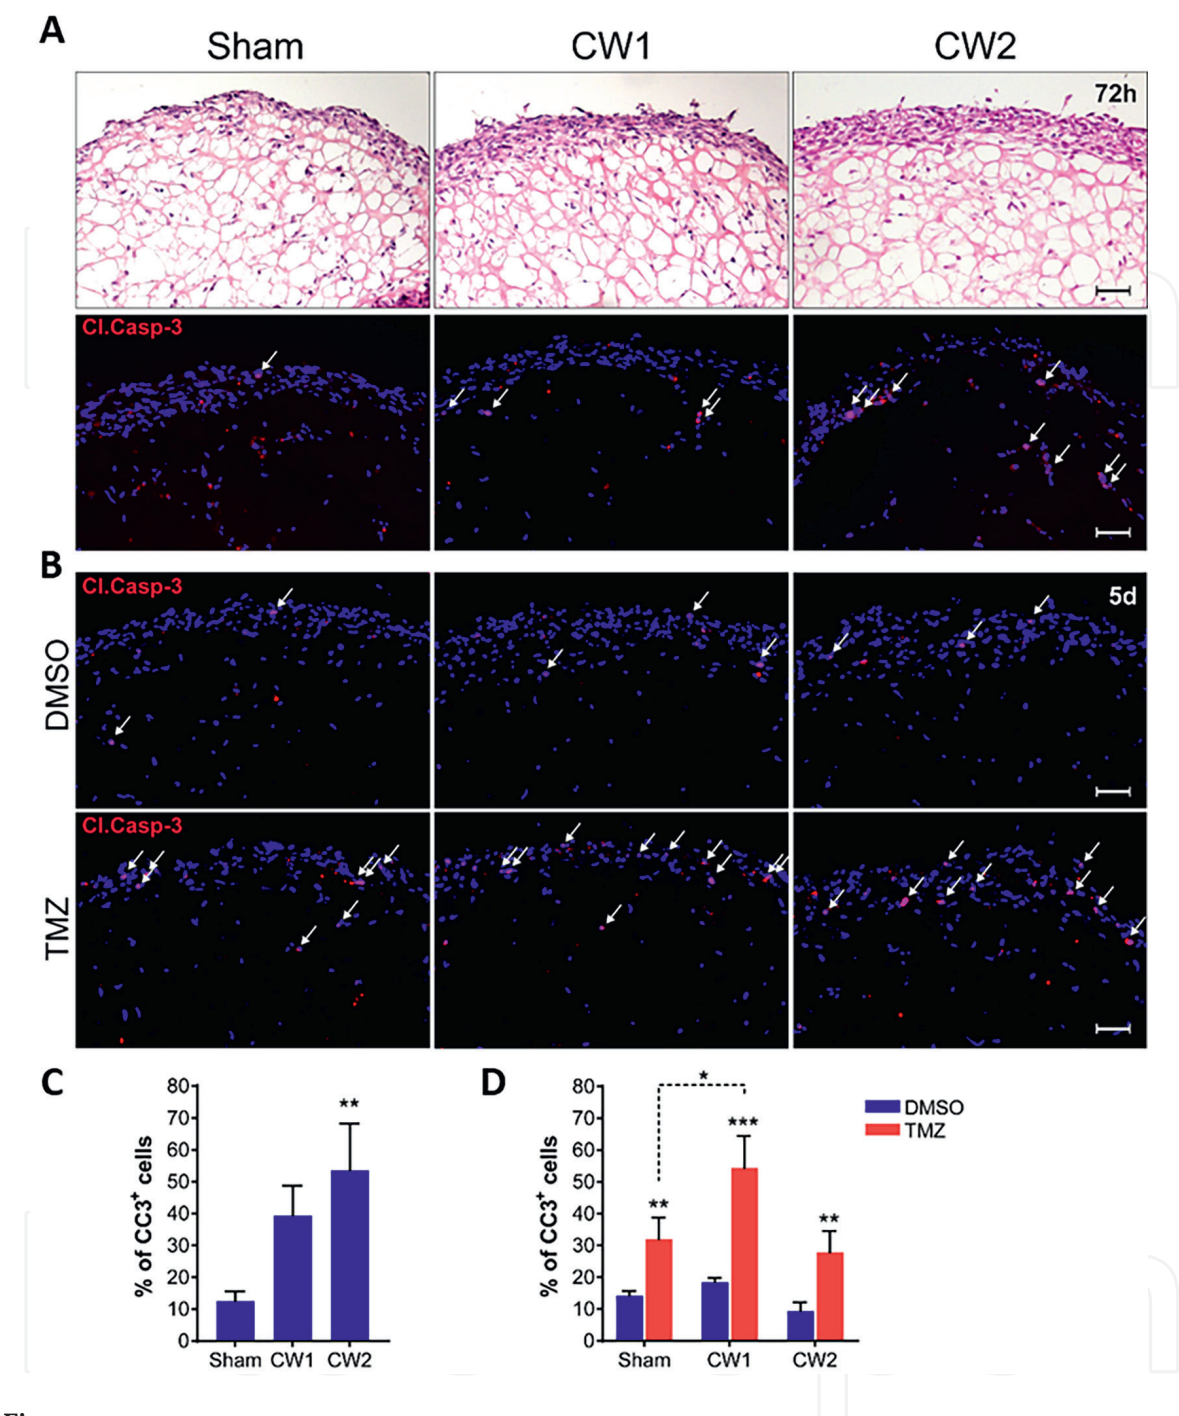 A
Sham CW1 CW2
72h
Cl.Casp-3
B
Cl.Casp-3
5d
DMSO
Cl.Casp-3
TMZ
C
80
70
60
50
40
30
20
10
0
% of CC3+ cells
**
Sham CW1 CW2
D
80
70
60
50
40
30
20
10
0
% of CC3+ cells
*
**
***
**
Sham CW1 CW2
DMSO
TMZ